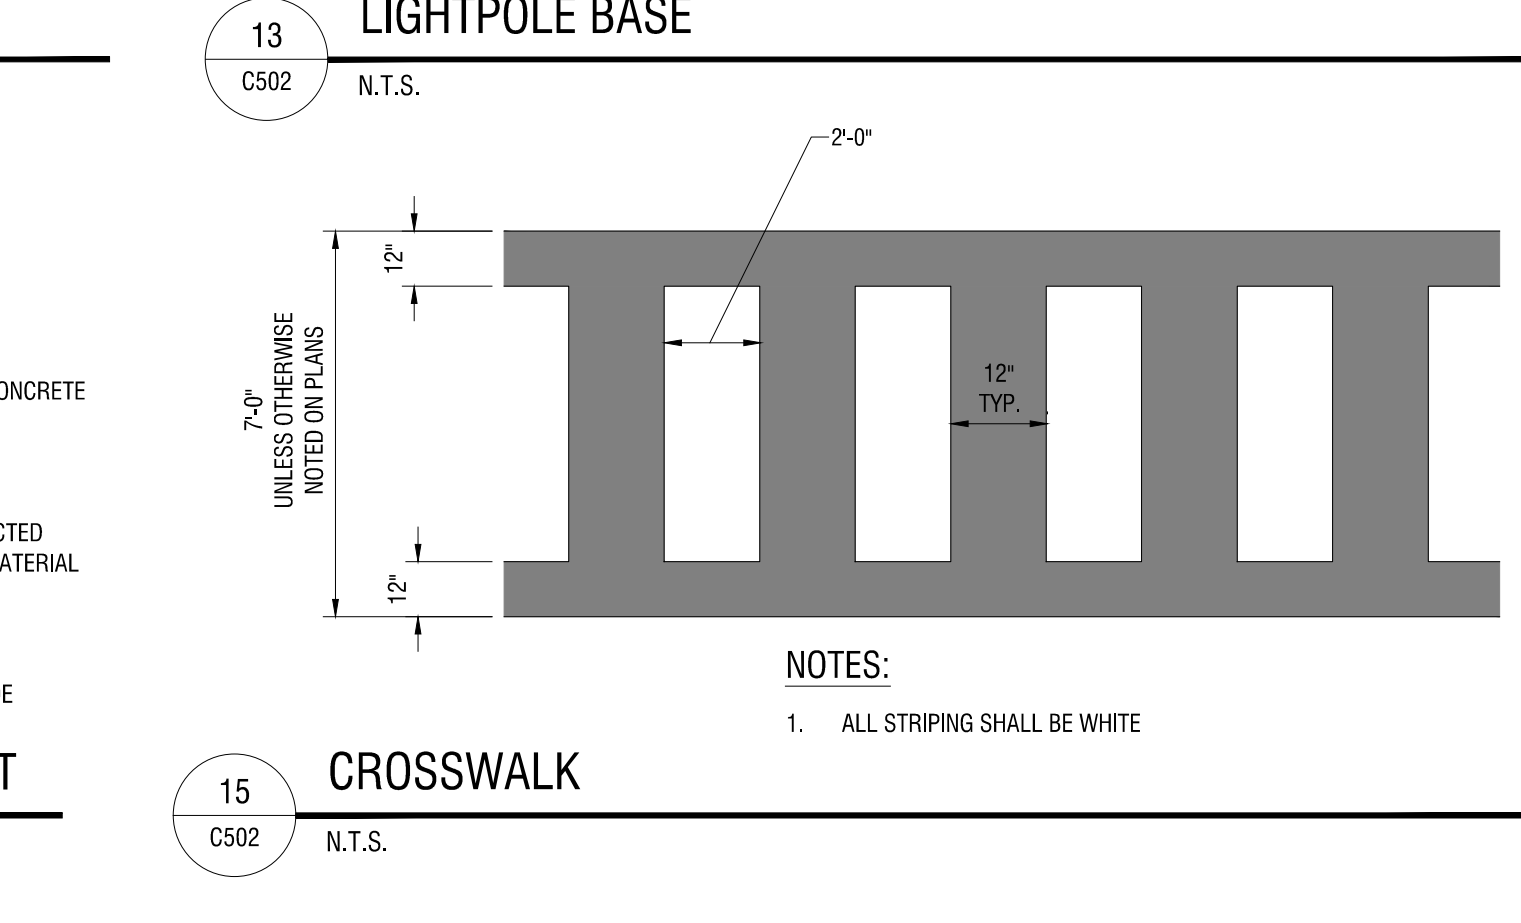 13
C502
LIGHTPOLE BASE
N.T.S.
2'-0"
12"
7'-0"
UNLESS OTHERWISE
NOTED ON PLANS
12"
TYP.
12"
ONCRETE
CTED
ATERIAL
DE
T
NOTES:
1. ALL STRIPING SHALL BE WHITE
15
C502
CROSSWALK
N.T.S.